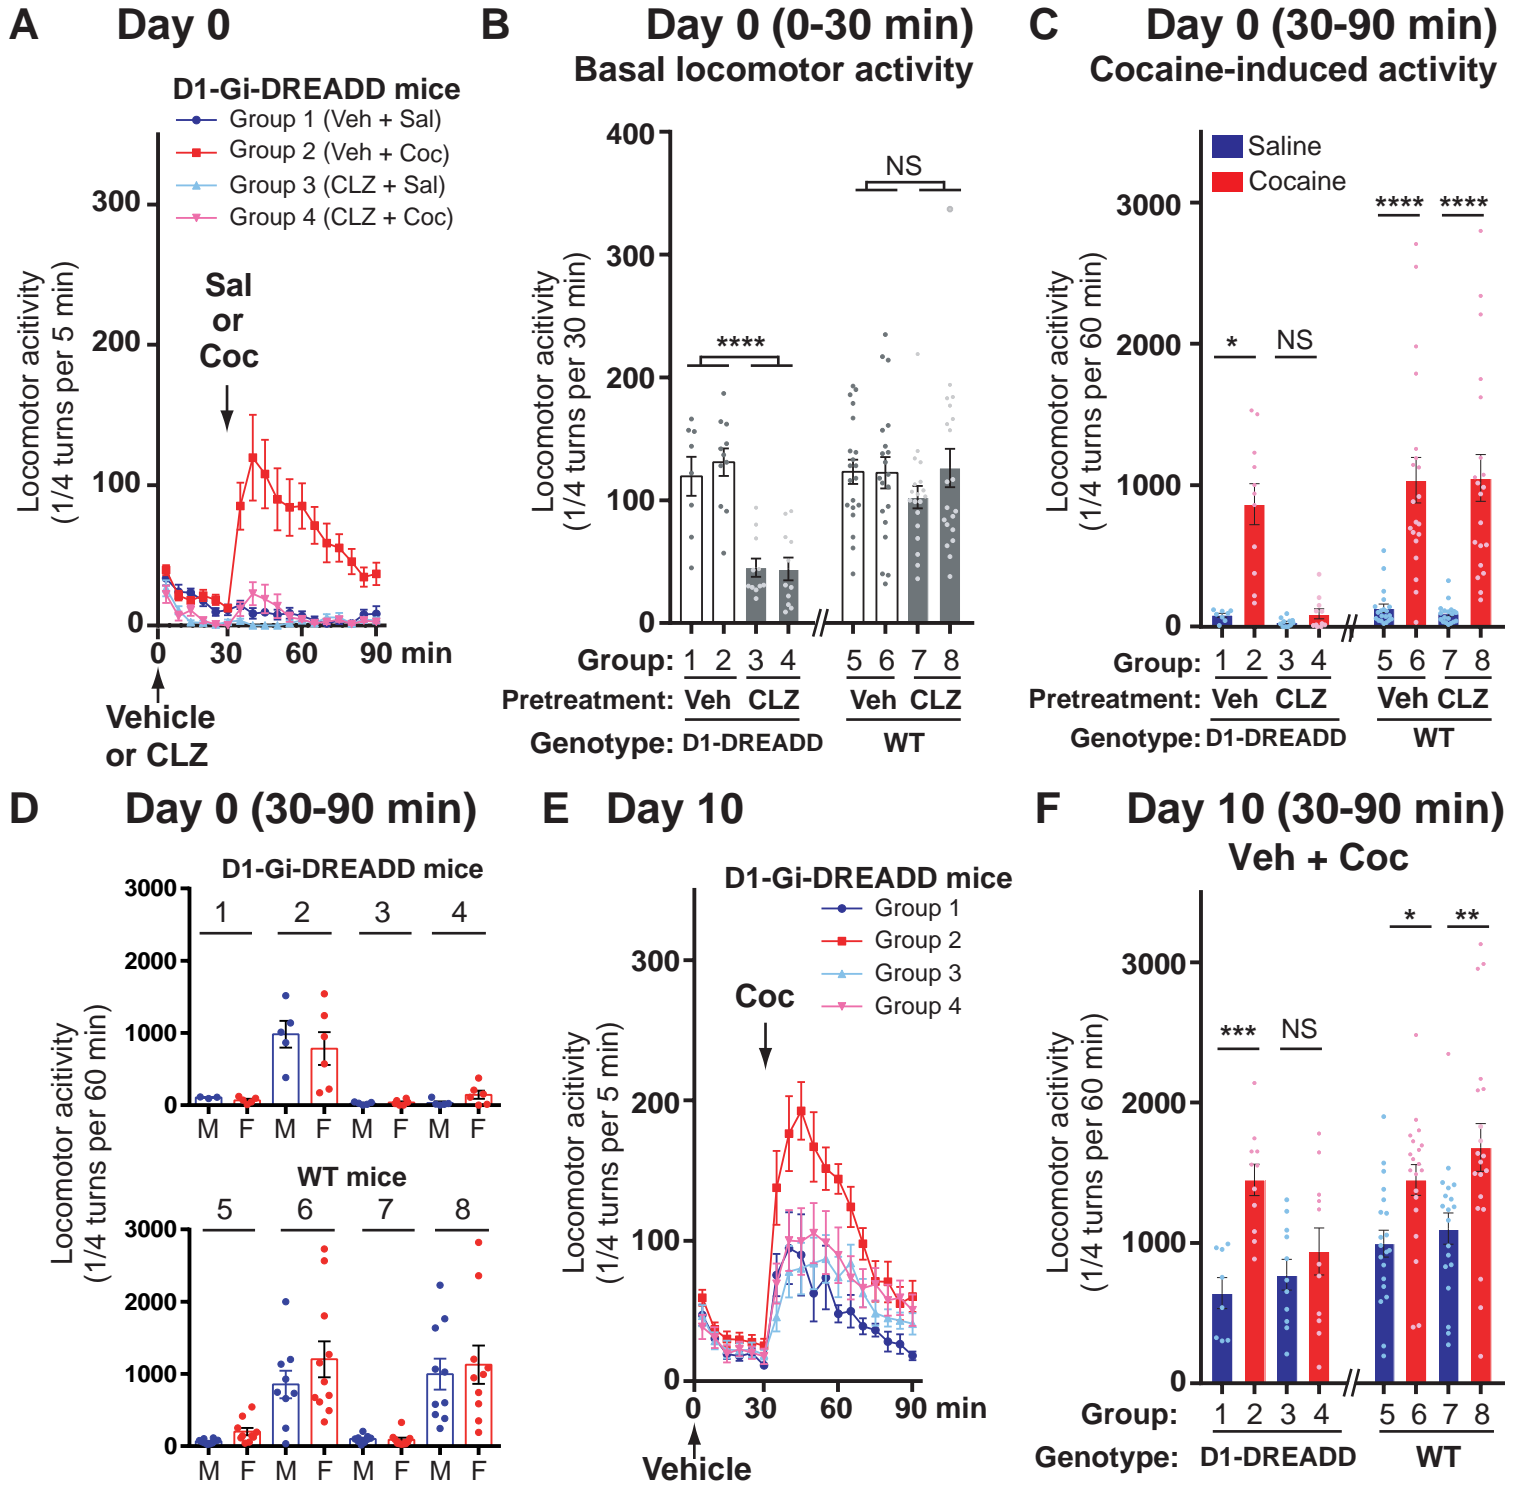 A Day 0
D1-Gi-DREADD mice
Group 1 (Veh + Sal)
Group 2 (Veh + Coc)
Group 3 (CLZ + Sal)
Group 4 (CLZ + Coc)
Sal
or
Coc
Locomotor acitivity
(1/4 turns per 5 min)
300
200
100
0
0 30 60 90 min
Vehicle
or CLZ
B Day 0 (0-30 min)
Basal locomotor activity
Locomotor acitivity
(1/4 turns per 30 min)
400
300
200
100
0
NS
****
Group: 1 2 3 4 5 6 7 8
Pretreatment: Veh CLZ Veh CLZ
Genotype: D1-DREADD WT
C Day 0 (30-90 min)
Cocaine-induced activity
Saline
Cocaine
Locomotor acitivity
(1/4 turns per 60 min)
3000
2000
1000
0
* NS **** ****
Group: 1 2 3 4 5 6 7 8
Pretreatment: Veh CLZ Veh CLZ
Genotype: D1-DREADD WT
D Day 0 (30-90 min)
Locomotor acitivity
(1/4 turns per 60 min)
D1-Gi-DREADD mice
3000
2000
1000
0
1 2 3 4
M F M F M F M F
WT mice
3000
2000
1000
0
5 6 7 8
M F M F M F M F
E Day 10
D1-Gi-DREADD mice
Group 1
Group 2
Group 3
Group 4
Coc
Locomotor acitivity
(1/4 turns per 5 min)
300
200
100
0
0 30 60 90 min
Vehicle
F Day 10 (30-90 min)
Veh + Coc
Locomotor acitivity
(1/4 turns per 60 min)
3000
2000
1000
0
*** NS * **
Group: 1 2 3 4 5 6 7 8
Genotype: D1-DREADD WT